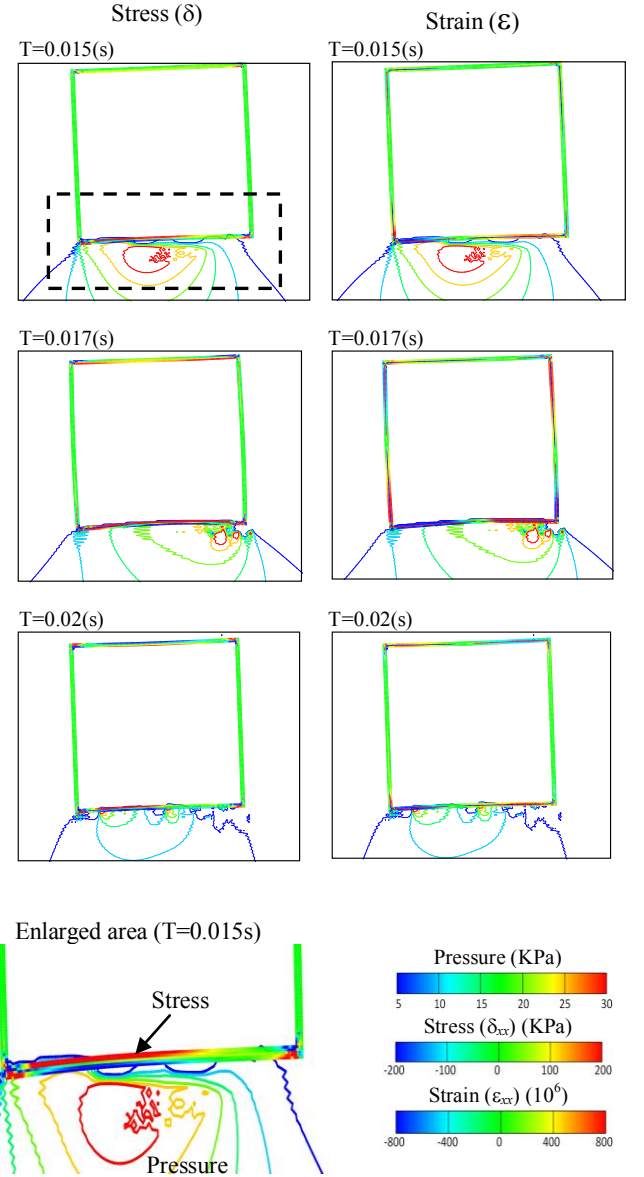 Stress (δ)
Strain (ε)
T=0.015(s)
T=0.015(s)
T=0.017(s)
T=0.017(s)
T=0.02(s)
T=0.02(s)
Enlarged area (T=0.015s)
Stress
Pressure
Pressure (KPa)
5 10 15 20 25 30
Stress (δxx) (KPa)
-200 -100 0 100 200
Strain (εxx) (10⁶)
-800 -400 0 400 800